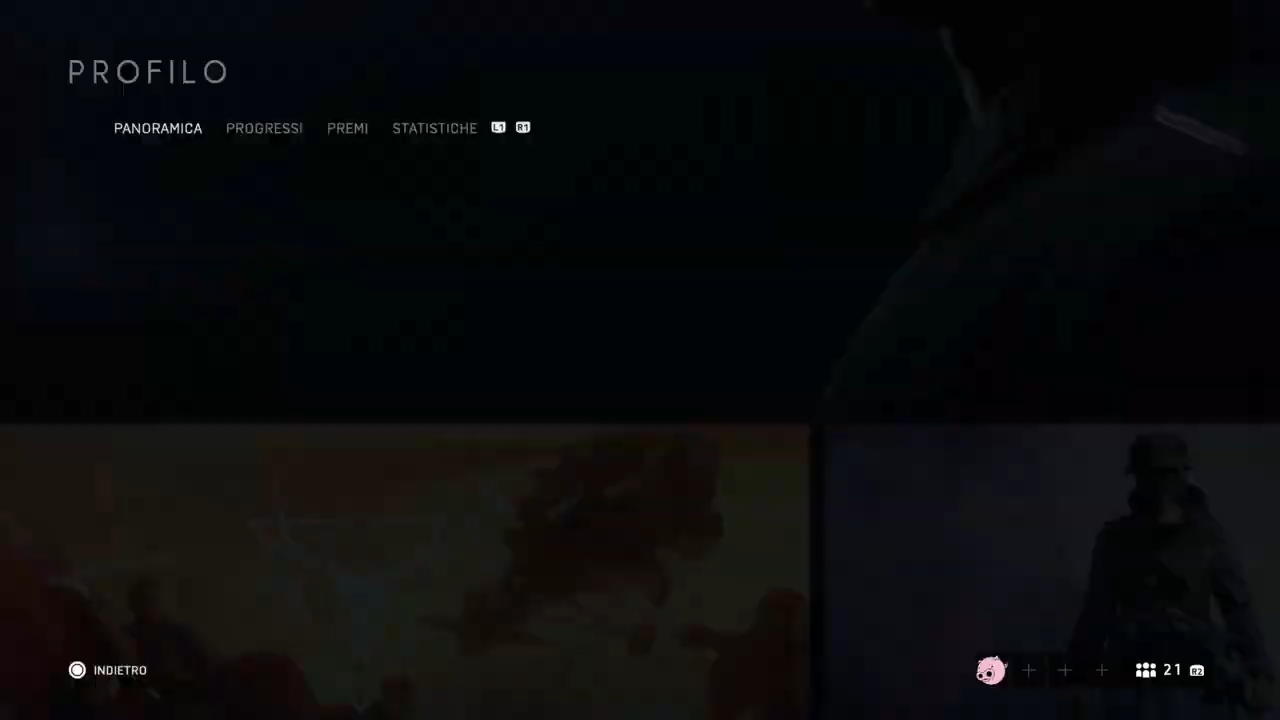 PROFILO
PANORAMICA PROGRESSI PREMI STATISTICHE L1 R1
INDIETRO
21 R2